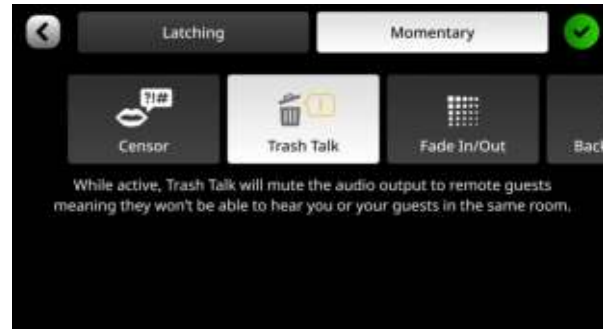 Latching Momentary
?!#
!
Censor Trash Talk Fade In/Out Back
While active, Trash Talk will mute the audio output to remote guests
meaning they won't be able to hear you or your guests in the same room.